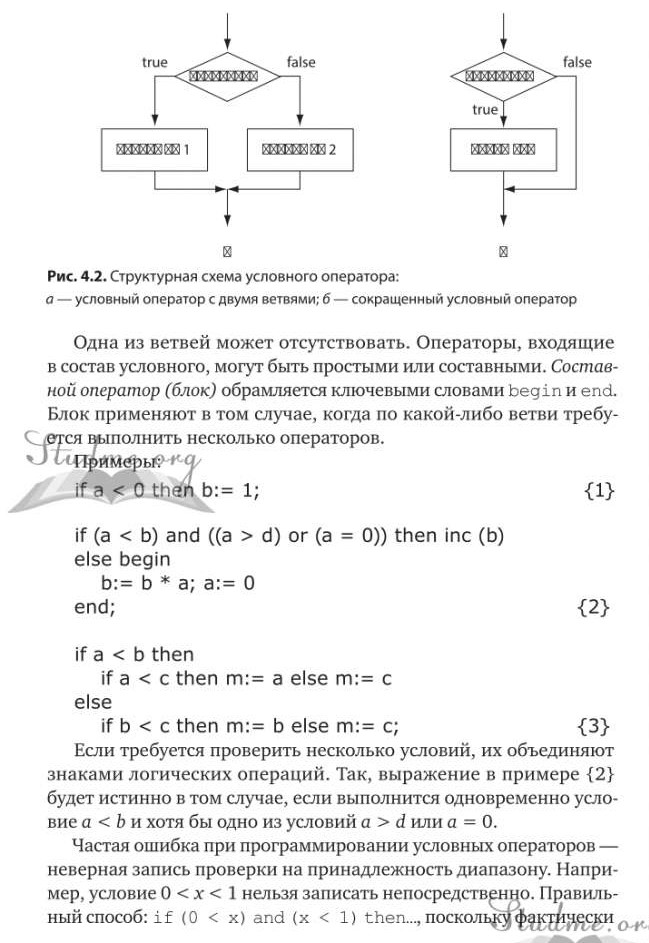 true
false
1
2
false
true
Рис. 4.2. Структурная схема условного оператора:
а — условный оператор с двумя ветвями; б — сокращенный условный оператор
Одна из ветвей может отсутствовать. Операторы, входящие
в состав условного, могут быть простыми или составными. Состав-
ной оператор (блок) обрамляется ключевыми словами begin и end.
Блок применяют в том случае, когда по какой-либо ветви требу-
ется выполнить несколько операторов.
Studme.org
Примеры:
if a < 0 then b:= 1; {1}
if (a < b) and ((a > d) or (a = 0)) then inc (b)
else begin
b:= b * a; a:= 0
end; {2}
if a < b then
if a < c then m:= a else m:= c
else
if b < c then m:= b else m:= c; {3}
Если требуется проверить несколько условий, их объединяют
знаками логических операций. Так, выражение в примере {2}
будет истинно в том случае, если выполнится одновременно усло-
вие a < b и хотя бы одно из условий a > d или a = 0.
Частая ошибка при программировании условных операторов —
неверная запись проверки на принадлежность диапазону. Напри-
мер, условие 0 < x < 1 нельзя записать непосредственно. Правиль-
ный способ: if (0 < x) and (x < 1) then…, поскольку фактически
Studme.or